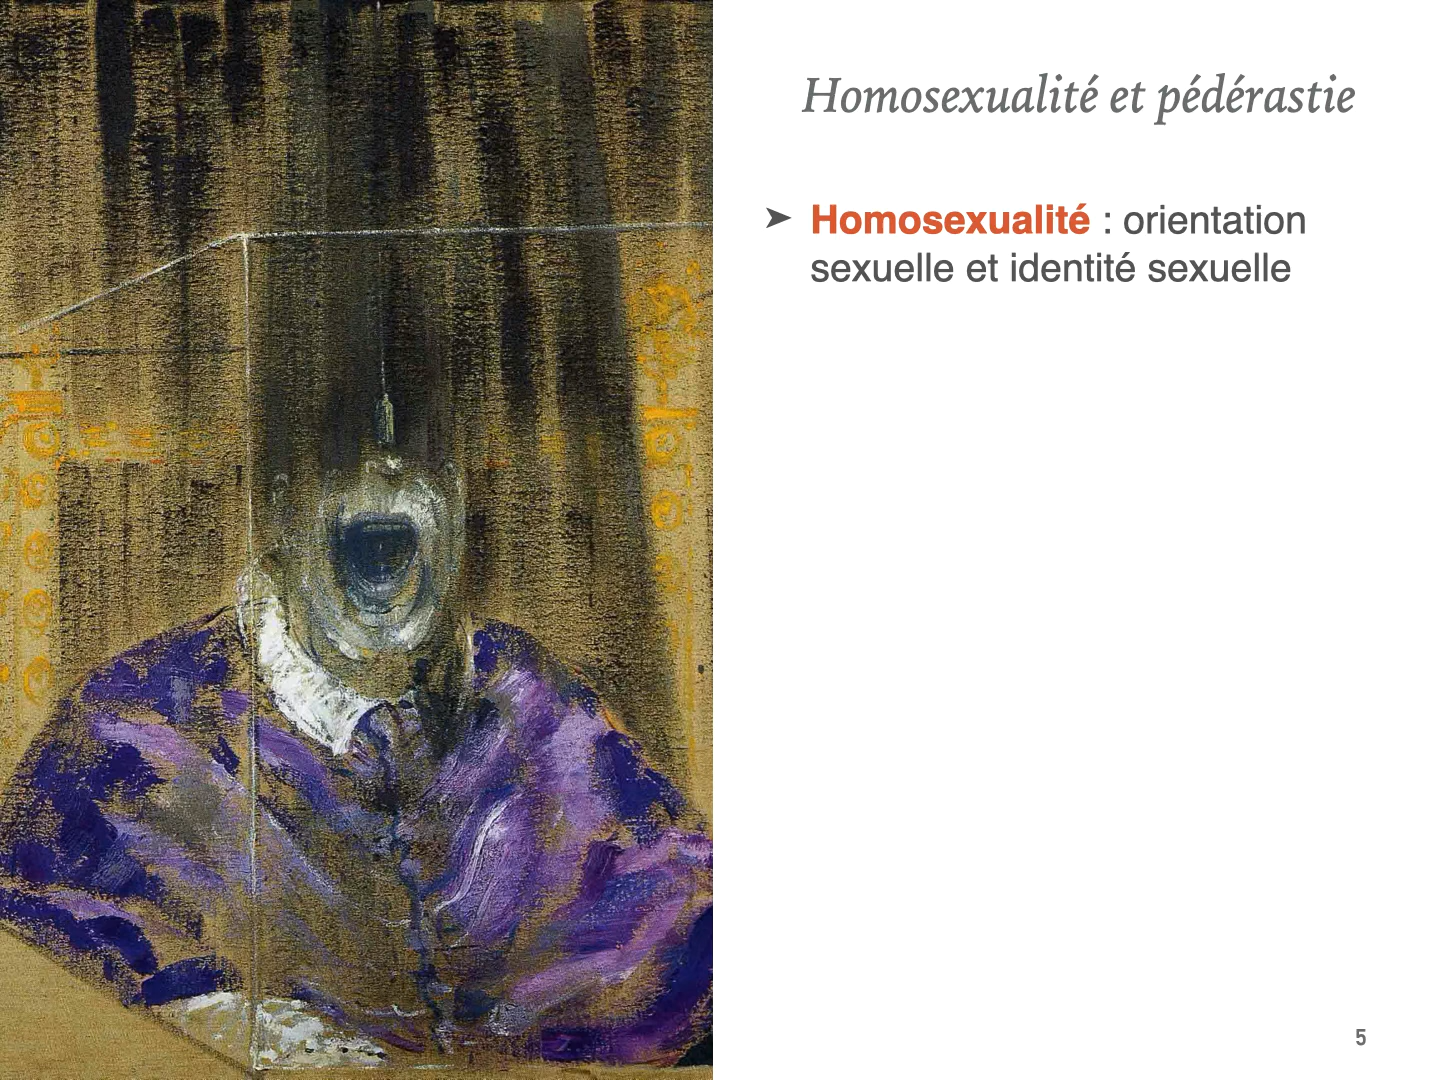 Homosexualité et pédérastie
➤ Homosexualité : orientation
sexuelle et identité sexuelle
5